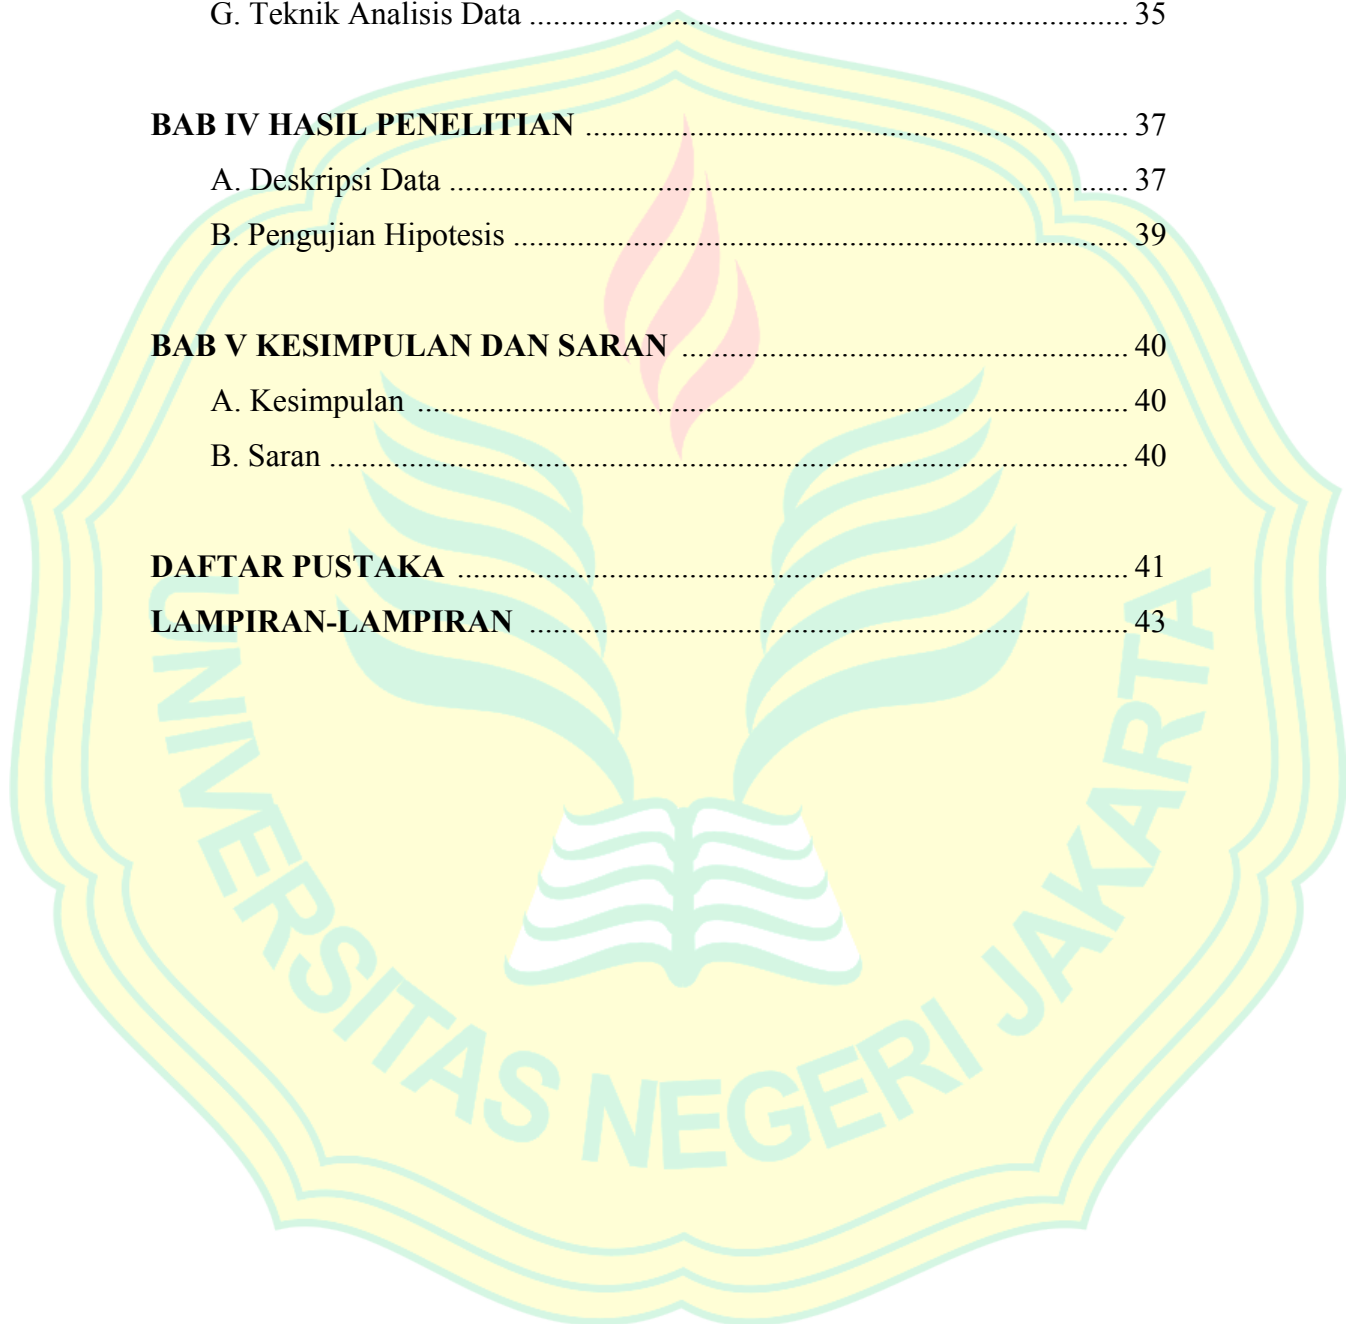 G. Teknik Analisis Data ........................................................................... 35
BAB IV HASIL PENELITIAN .................................................................... 37
A. Deskripsi Data ..................................................................................... 37
B. Pengujian Hipotesis ............................................................................. 39
BAB V KESIMPULAN DAN SARAN ........................................................ 40
A. Kesimpulan ......................................................................................... 40
B. Saran .................................................................................................... 40
DAFTAR PUSTAKA .................................................................................... 41
LAMPIRAN-LAMPIRAN ........................................................................... 43
UNIVERSITAS NEGERI JAKARTA